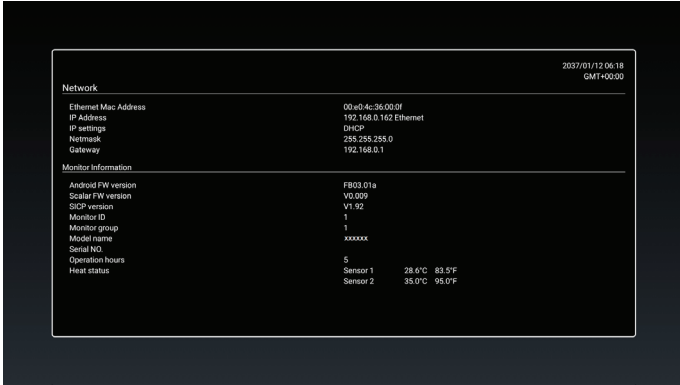 2037/01/12 06:18
GMT+00:00
Network
Ethernet Mac Address 00:e0:4c:36:00:0f
IP Address 192.168.0.162 Ethernet
IP settings DHCP
Netmask 255.255.255.0
Gateway 192.168.0.1
Monitor Information
Android FW version FB03.01a
Scalar FW version V0.009
SICP version V1.92
Monitor ID 1
Monitor group 1
Model name xxxxxx
Serial NO.
Operation hours 5
Heat status Sensor 1 28.6°C 83.5°F
Sensor 2 35.0°C 95.0°F